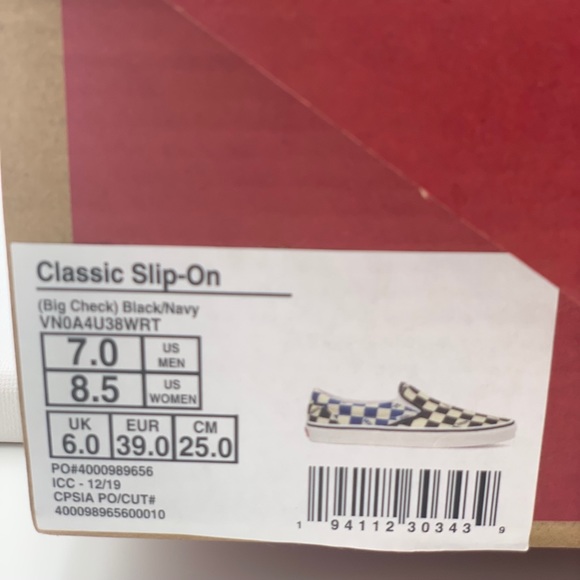 Classic Slip-On
(Big Check) Black/Navy
VN0A4U38WRT
7.0 US MEN
8.5 US WOMEN
UK EUR CM
6.0 39.0 25.0
PO#4000989656
ICC - 12/19
CPSIA PO/CUT#
400098965600010
1 94112 30343 9